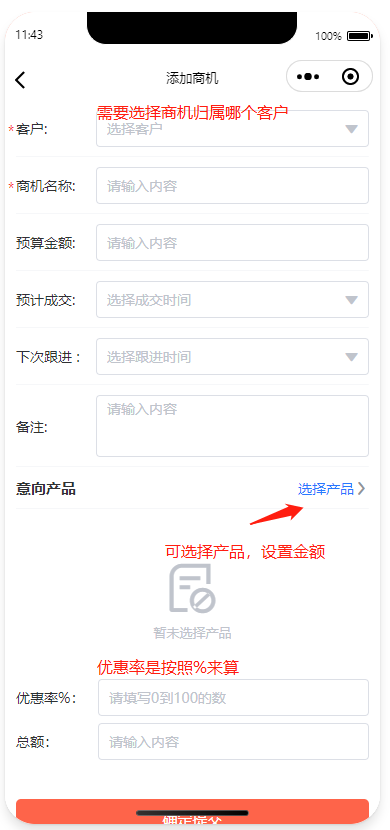 11:43
100%
添加商机
需要选择商机归属哪个客户
*客户: 选择客户
*商机名称: 请输入内容
预算金额: 请输入内容
预计成交: 选择成交时间
下次跟进： 选择跟进时间
备注: 请输入内容
意向产品 选择产品
可选择产品，设置金额
暂未选择产品
优惠率是按照%来算
优惠率%: 请填写0到100的数
总额: 请输入内容
确定提交